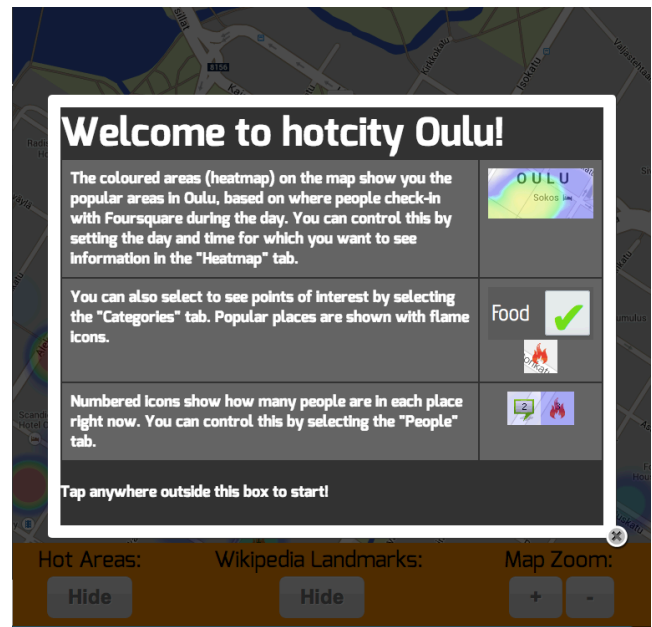 Kirkkokatu
Isokatu
Valjastehtaa
8156
Welcome to hotcity Oulu!
The coloured areas (heatmap) on the map show you the
popular areas in Oulu, based on where people check-in
with Foursquare during the day. You can control this by
setting the day and time for which you want to see
information in the "Heatmap" tab.
OULU
Sokos
You can also select to see points of interest by selecting
the "Categories" tab. Popular places are shown with flame
icons.
Food
Numbered icons show how many people are in each place
right now. You can control this by selecting the "People"
tab.
2
Tap anywhere outside this box to start!
Hot Areas:
Wikipedia Landmarks:
Map Zoom:
Hide
Hide
+
-